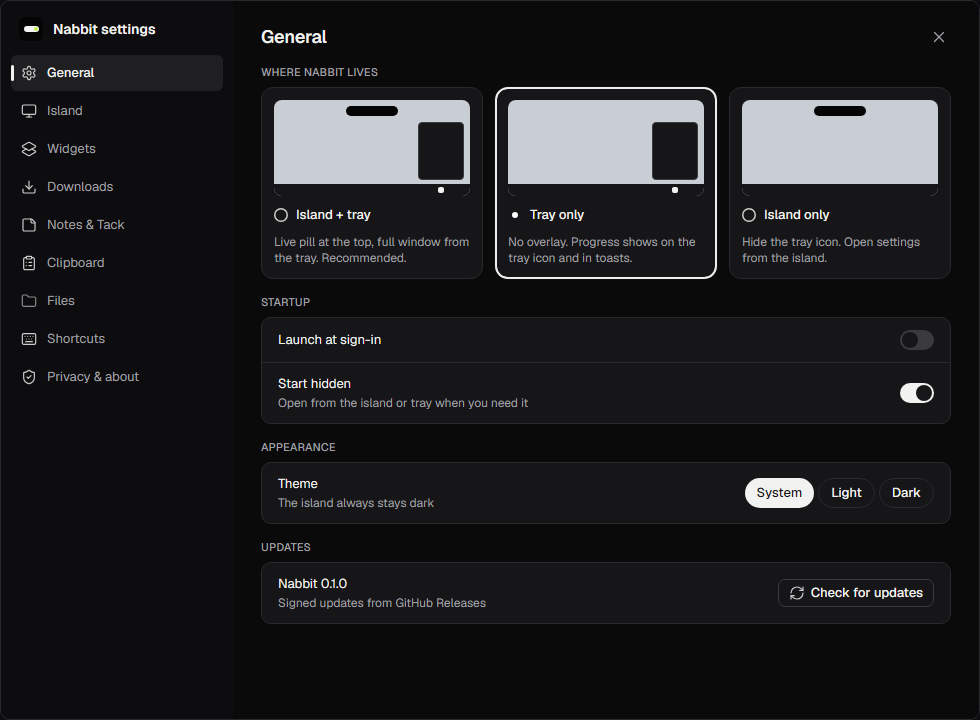 Nabbit settings
General
Island
Widgets
Downloads
Notes & Tack
Clipboard
Files
Shortcuts
Privacy & about
General
WHERE NABBIT LIVES
Island + tray
Live pill at the top, full window from
the tray. Recommended.
Tray only
No overlay. Progress shows on the
tray icon and in toasts.
Island only
Hide the tray icon. Open settings
from the island.
STARTUP
Launch at sign-in
Start hidden
Open from the island or tray when you need it
APPEARANCE
Theme
The island always stays dark
System
Light
Dark
UPDATES
Nabbit 0.1.0
Signed updates from GitHub Releases
Check for updates